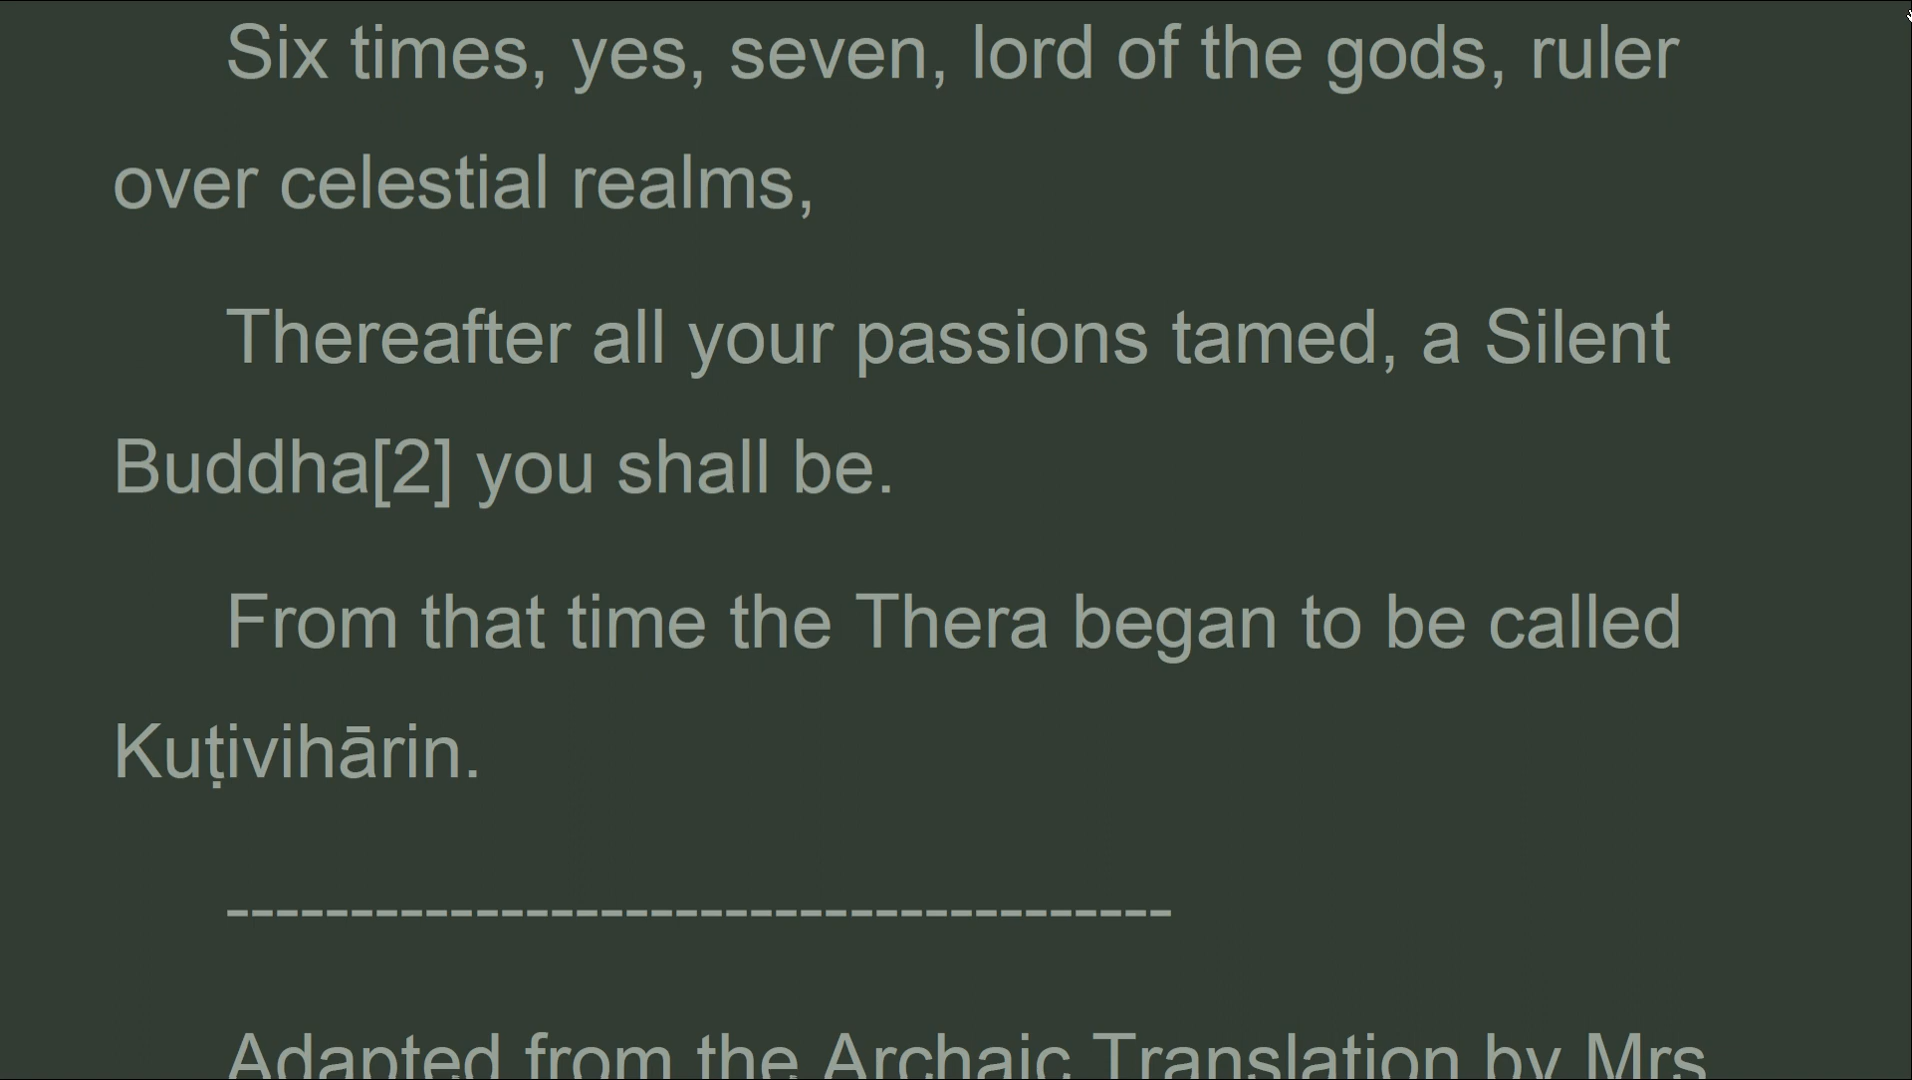 Six times, yes, seven, lord of the gods, ruler
over celestial realms,
Thereafter all your passions tamed, a Silent
Buddha[2] you shall be.
From that time the Thera began to be called
Kuṭivihārin.
--------------------------------------
Adapted from the Archaic Translation by Mrs